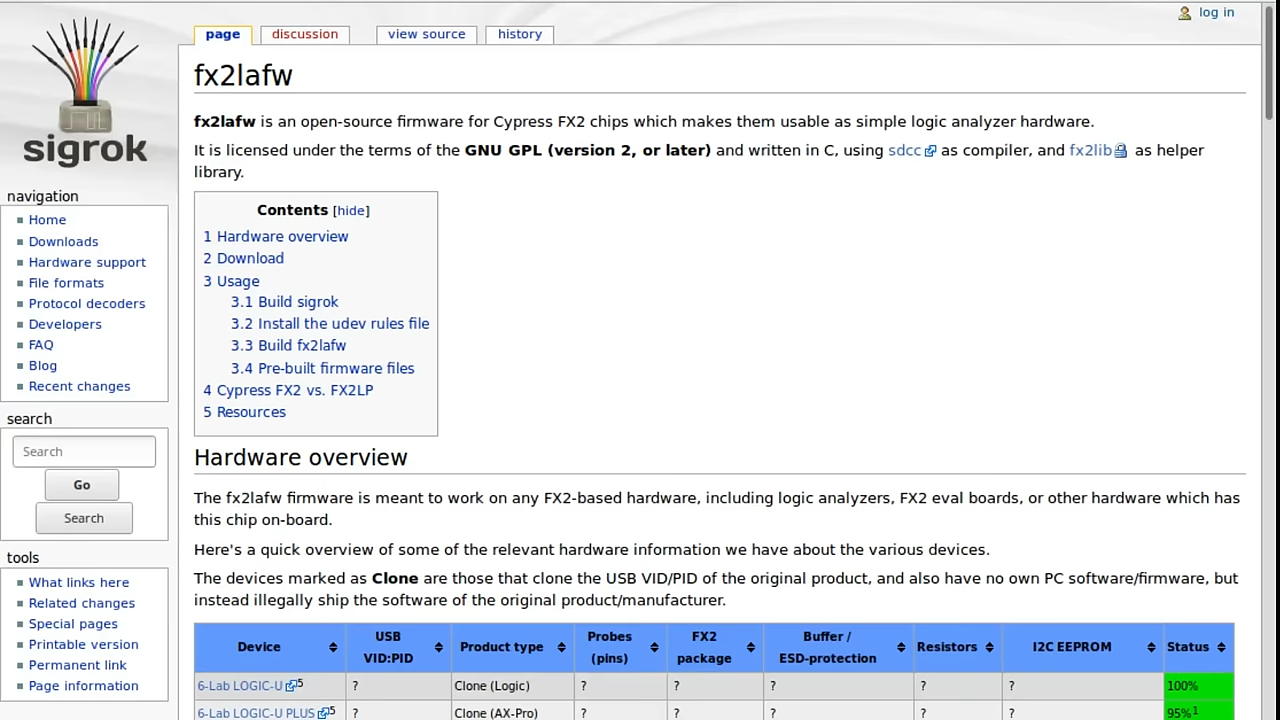 log in
page discussion view source history
sigrok
fx2lafw
fx2lafw is an open-source firmware for Cypress FX2 chips which makes them usable as simple logic analyzer hardware.
It is licensed under the terms of the GNU GPL (version 2, or later) and written in C, using sdcc as compiler, and fx2lib as helper
library.
navigation
Home
Downloads
Hardware support
File formats
Protocol decoders
Developers
FAQ
Blog
Recent changes
search
Search
Go
Search
tools
What links here
Related changes
Special pages
Printable version
Permanent link
Page information
Contents [hide]
1 Hardware overview
2 Download
3 Usage
3.1 Build sigrok
3.2 Install the udev rules file
3.3 Build fx2lafw
3.4 Pre-built firmware files
4 Cypress FX2 vs. FX2LP
5 Resources
Hardware overview
The fx2lafw firmware is meant to work on any FX2-based hardware, including logic analyzers, FX2 eval boards, or other hardware which has
this chip on-board.
Here's a quick overview of some of the relevant hardware information we have about the various devices.
The devices marked as Clone are those that clone the USB VID/PID of the original product, and also have no own PC software/firmware, but
instead illegally ship the software of the original product/manufacturer.
Device USB VID:PID Product type Probes (pins) FX2 package Buffer / ESD-protection Resistors I2C EEPROM Status
6-Lab LOGIC-U 5 ? Clone (Logic) ? ? ? ? ? 100%
6-Lab LOGIC-U PLUS 5 ? Clone (AX-Pro) ? ? ? ? ? 95% 1